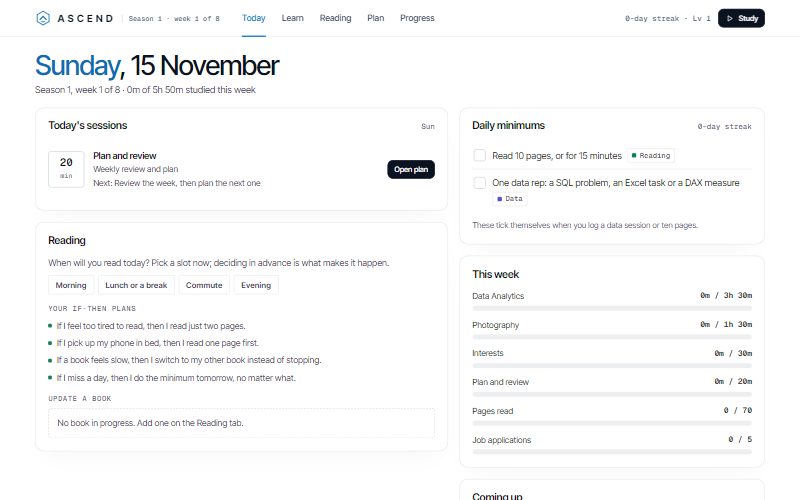 ASCEND
Season 1 · week 1 of 8
Today
Learn
Reading
Plan
Progress
0-day streak · Lv 1
Study
Sunday, 15 November
Season 1, week 1 of 8 · 0m of 5h 50m studied this week
Today's sessions
Sun
20
min
Plan and review
Weekly review and plan
Next: Review the week, then plan the next one
Open plan
Reading
When will you read today? Pick a slot now; deciding in advance is what makes it happen.
Morning
Lunch or a break
Commute
Evening
YOUR IF-THEN PLANS
If I feel too tired to read, then I read just two pages.
If I pick up my phone in bed, then I read one page first.
If a book feels slow, then I switch to my other book instead of stopping.
If I miss a day, then I do the minimum tomorrow, no matter what.
UPDATE A BOOK
No book in progress. Add one on the Reading tab.
Daily minimums
0-day streak
Read 10 pages, or for 15 minutes
Reading
One data rep: a SQL problem, an Excel task or a DAX measure
Data
These tick themselves when you log a data session or ten pages.
This week
Data Analytics
0m / 3h 30m
Photography
0m / 1h 30m
Interests
0m / 30m
Plan and review
0m / 20m
Pages read
0 / 70
Job applications
0 / 5
Coming up